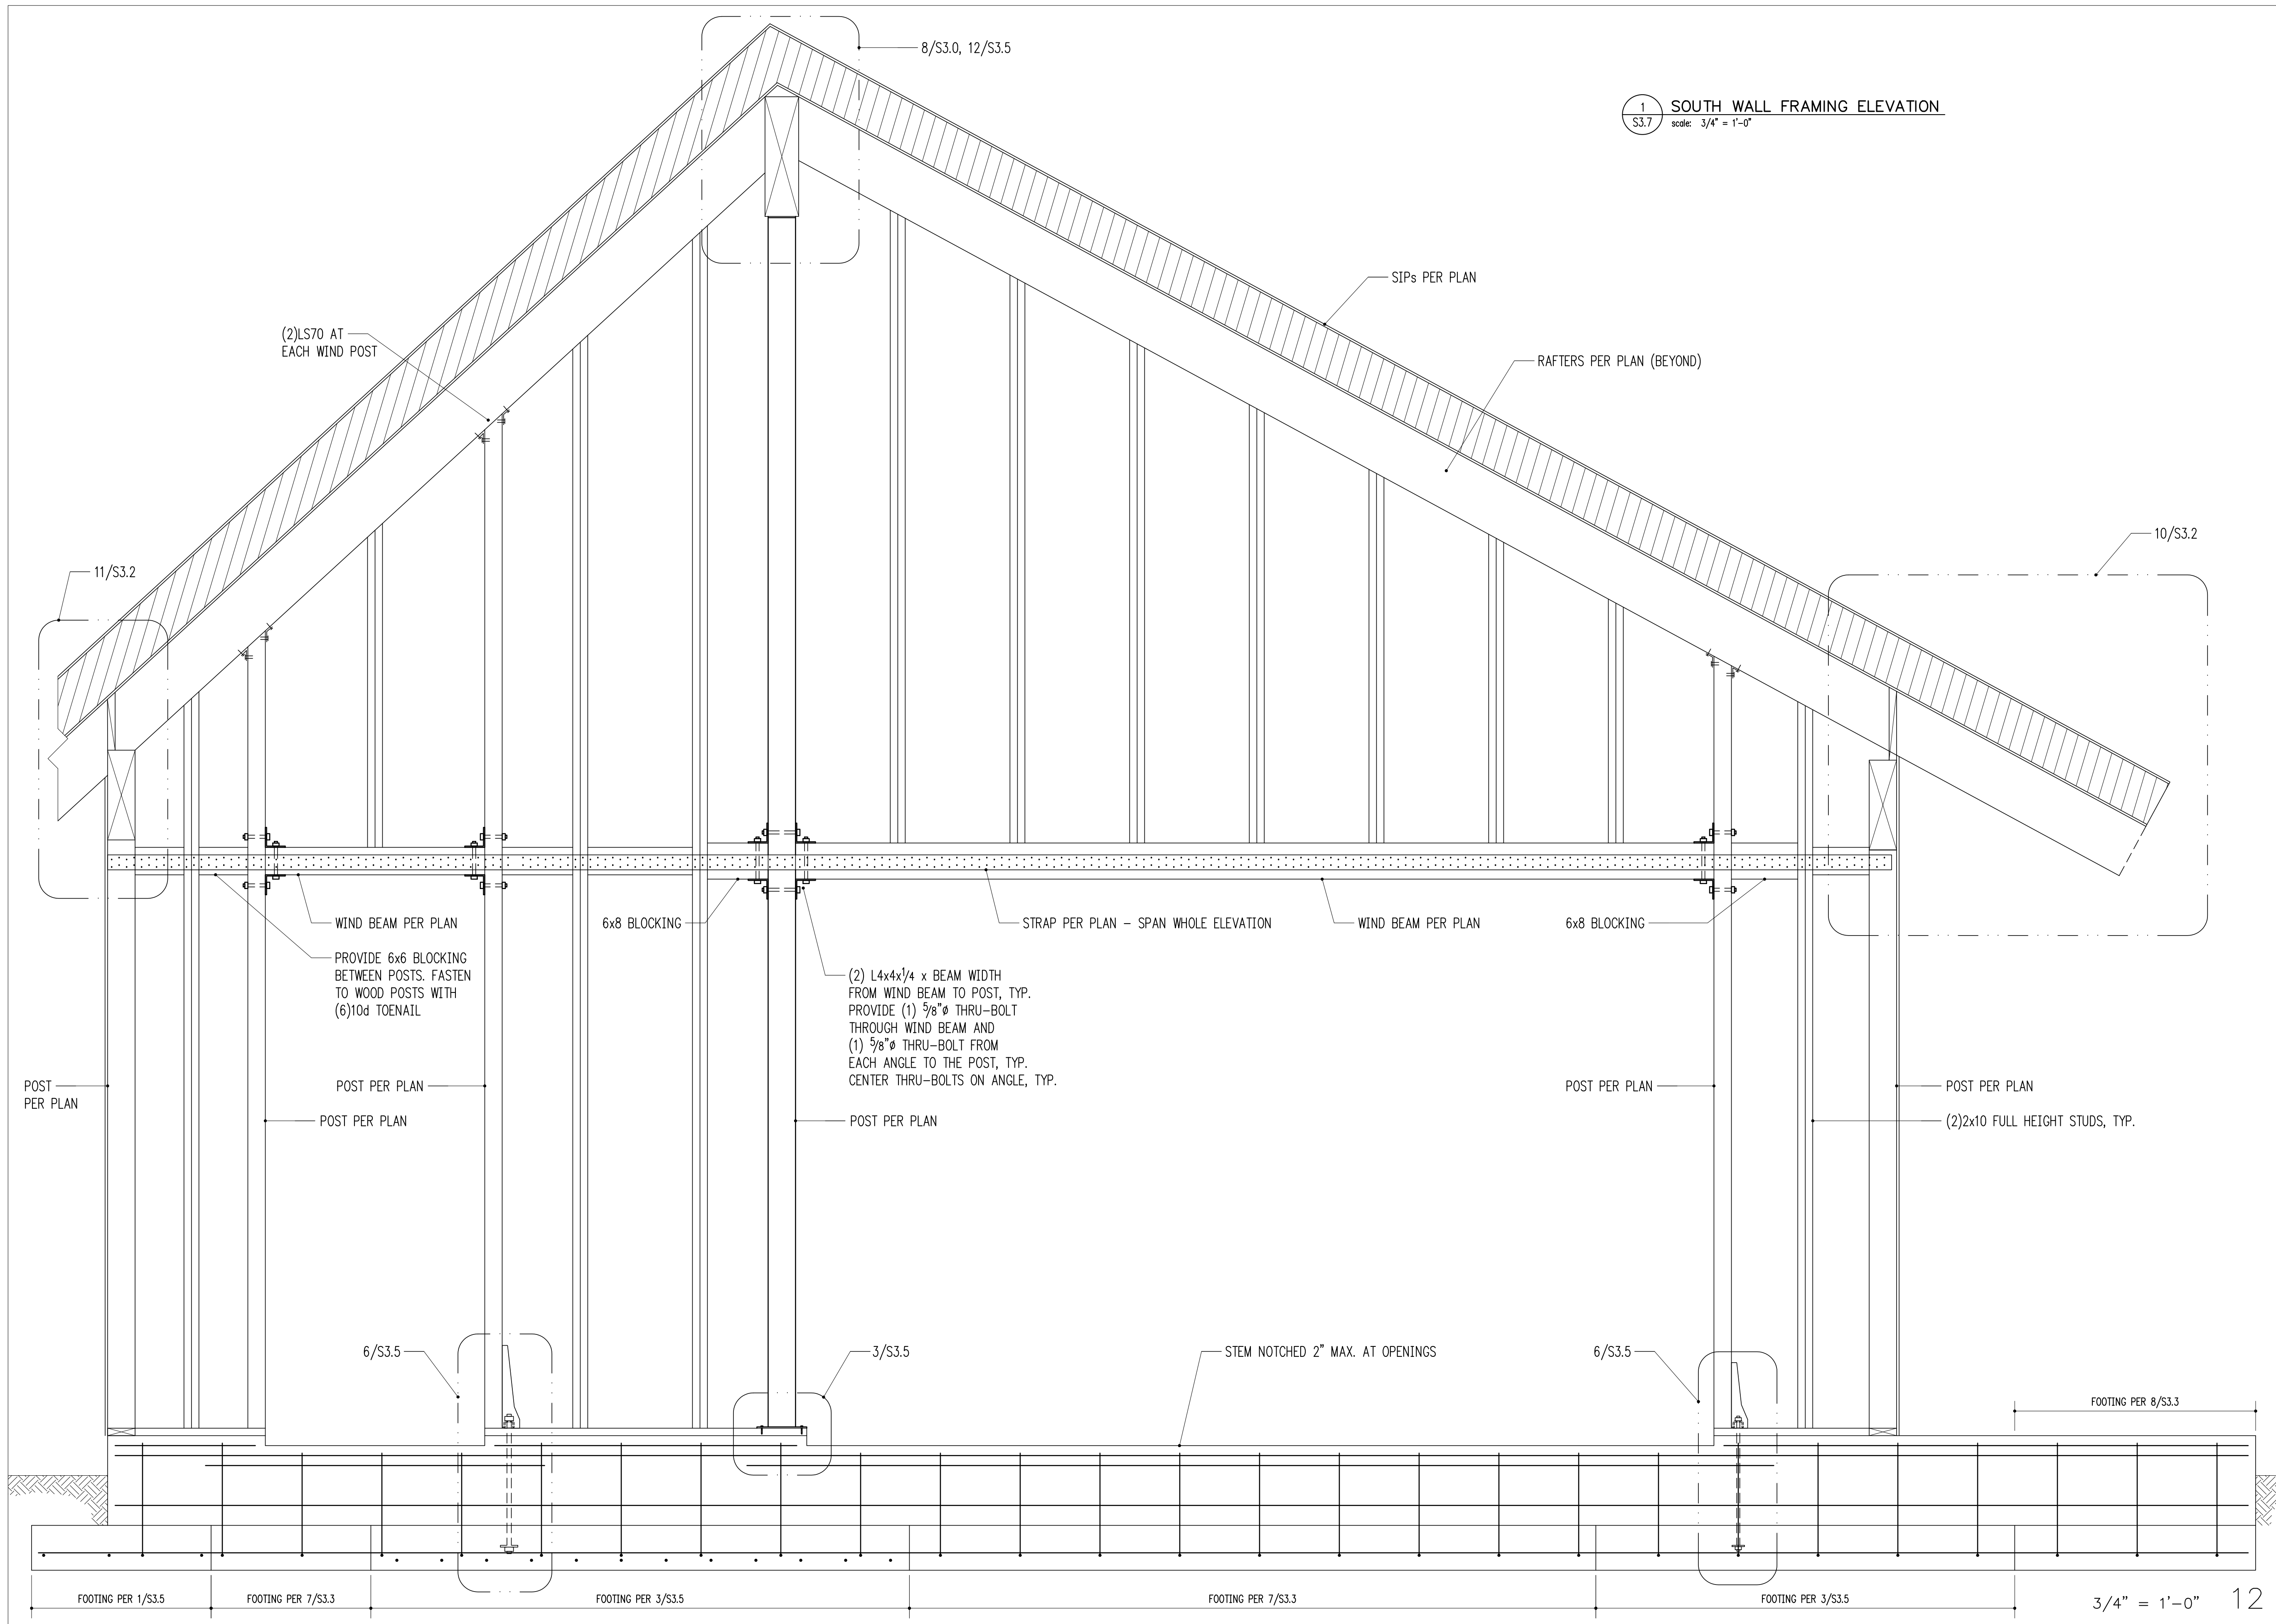 8/S3.0, 12/S3.5
1
S3.7
SOUTH WALL FRAMING ELEVATION
scale: 3/4" = 1'-0"
SIPs PER PLAN
(2)LS70 AT
EACH WIND POST
RAFTERS PER PLAN (BEYOND)
10/S3.2
11/S3.2
WIND BEAM PER PLAN
6x8 BLOCKING
STRAP PER PLAN – SPAN WHOLE ELEVATION
WIND BEAM PER PLAN
6x8 BLOCKING
PROVIDE 6x6 BLOCKING
BETWEEN POSTS. FASTEN
TO WOOD POSTS WITH
(6)10d TOENAIL
(2) L4x4x1/4 x BEAM WIDTH
FROM WIND BEAM TO POST, TYP.
PROVIDE (1) 5/8"ø THRU-BOLT
THROUGH WIND BEAM AND
(1) 5/8"ø THRU-BOLT FROM
EACH ANGLE TO THE POST, TYP.
CENTER THRU-BOLTS ON ANGLE, TYP.
POST
PER PLAN
POST PER PLAN
POST PER PLAN
POST PER PLAN
POST PER PLAN
POST PER PLAN
(2)2x10 FULL HEIGHT STUDS, TYP.
6/S3.5
3/S3.5
STEM NOTCHED 2" MAX. AT OPENINGS
6/S3.5
FOOTING PER 8/S3.3
FOOTING PER 1/S3.5
FOOTING PER 7/S3.3
FOOTING PER 3/S3.5
FOOTING PER 7/S3.3
FOOTING PER 3/S3.5
3/4" = 1'-0"
12